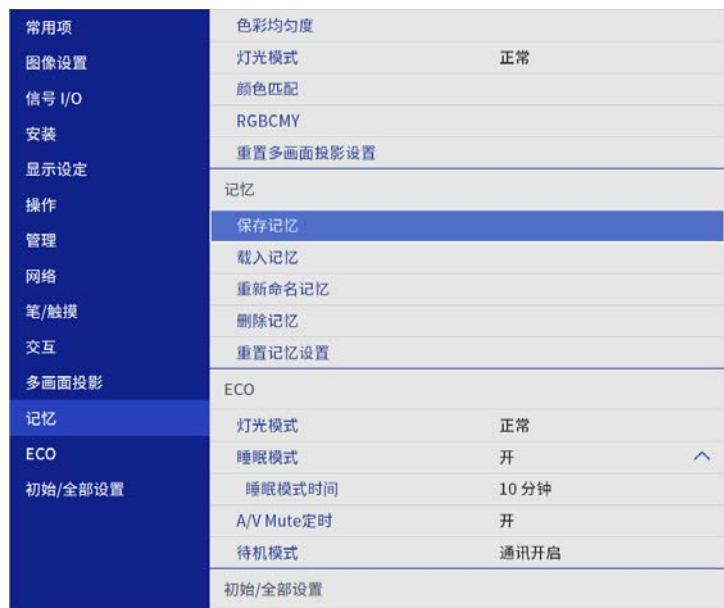 常用项
图像设置
信号 I/O
安装
显示设定
操作
管理
网络
笔/触摸
交互
多画面投影
记忆
ECO
初始/全部设置
色彩均匀度
灯光模式 正常
颜色匹配
RGBCMY
重置多画面投影设置
记忆
保存记忆
载入记忆
重新命名记忆
删除记忆
重置记忆设置
ECO
灯光模式 正常
睡眠模式 开
睡眠模式时间 10 分钟
A/V Mute定时 开
待机模式 通讯开启
初始/全部设置